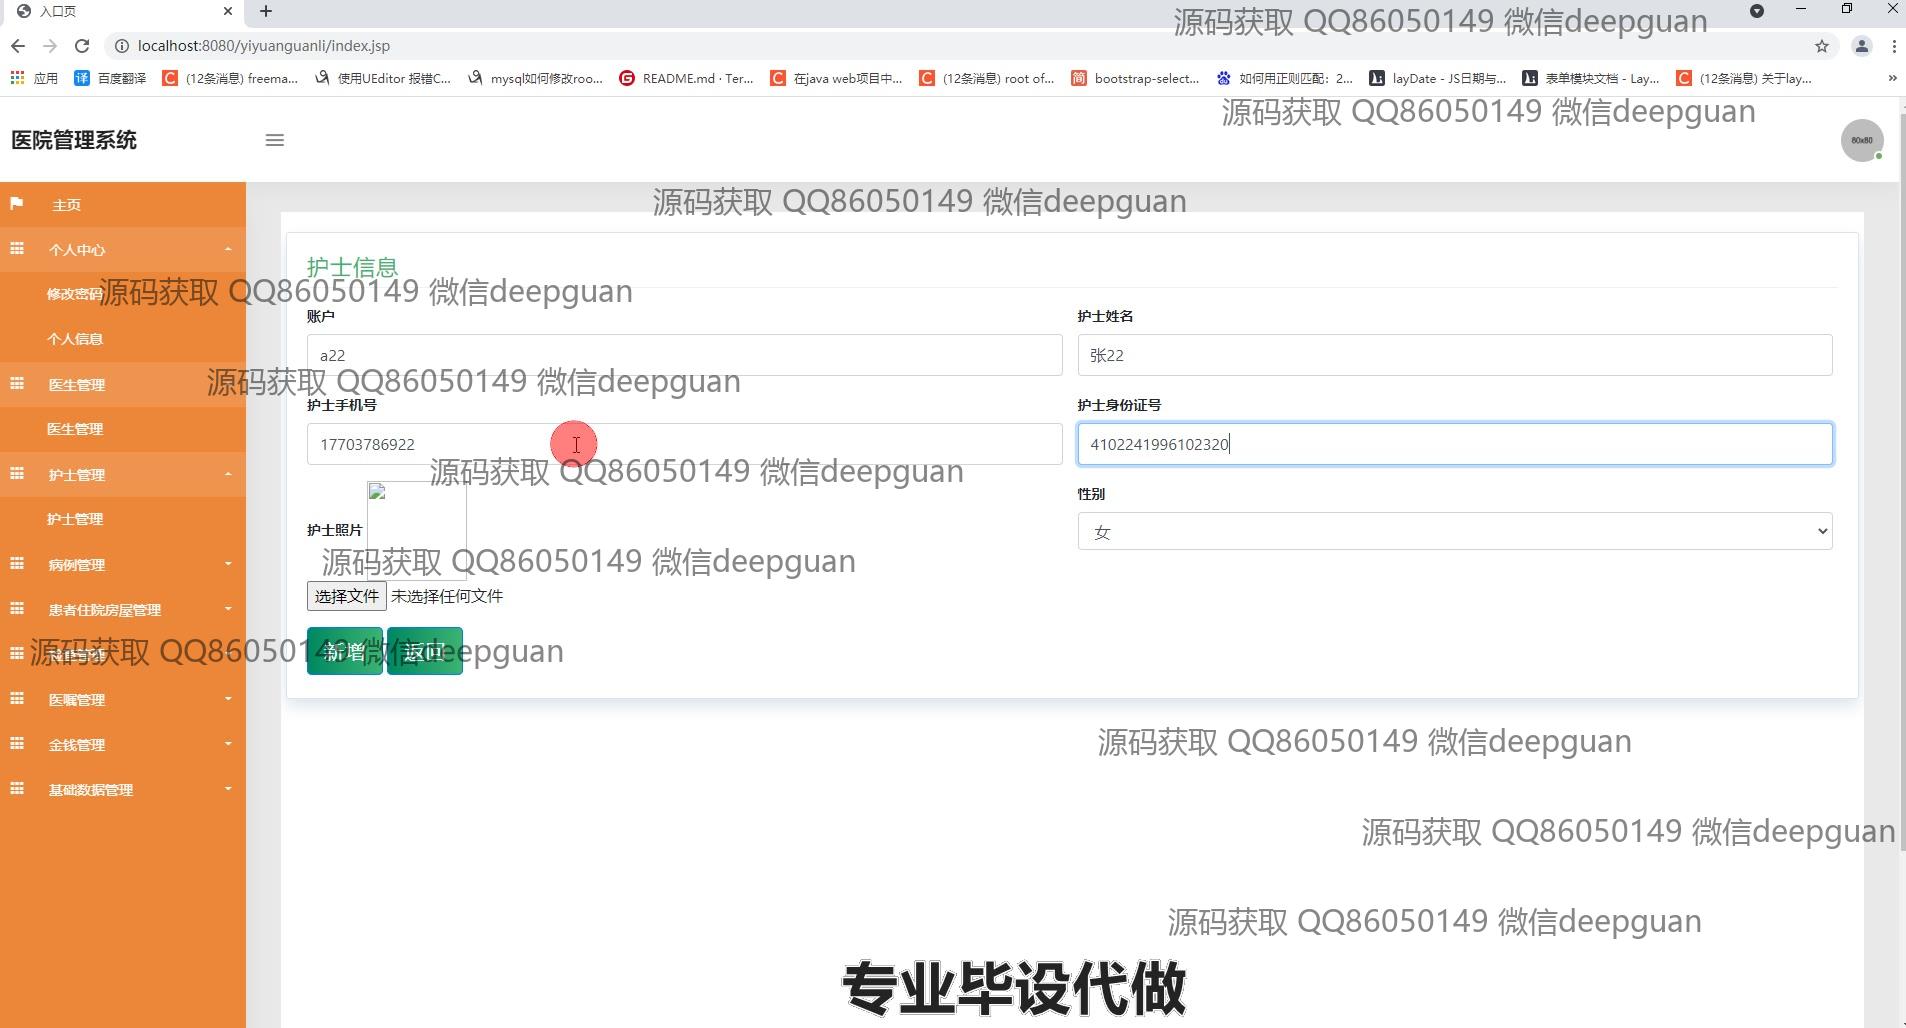 入口页
源码获取 QQ86050149 微信deepguan
localhost:8080/yiyuanguanli/index.jsp
应用 百度翻译 (12条消息) freema... 使用UEditor 报错C... mysql如何修改roo... README.md · Ter... 在java web项目中... (12条消息) root of... bootstrap-select... 如何用正则匹配：2... layDate - JS日期与... 表单模块文档 - Lay... (12条消息) 关于lay...
源码获取 QQ86050149 微信deepguan
医院管理系统
80x80
主页
源码获取 QQ86050149 微信deepguan
个人中心
护士信息
修改密码
源码获取 QQ86050149 微信deepguan
账户
护士姓名
个人信息
a22
张22
医生管理
源码获取 QQ86050149 微信deepguan
护士手机号
护士身份证号
医生管理
17703786922
4102241996102320
护士管理
源码获取 QQ86050149 微信deepguan
性别
护士管理
护士照片
女
病例管理
源码获取 QQ86050149 微信deepguan
选择文件 未选择任何文件
患者住院房屋管理
源码获取 QQ86050149 微信deepguan
新增 返回
医嘱管理
金钱管理
源码获取 QQ86050149 微信deepguan
基础数据管理
源码获取 QQ86050149 微信deepguan
源码获取 QQ86050149 微信deepguan
专业毕设代做